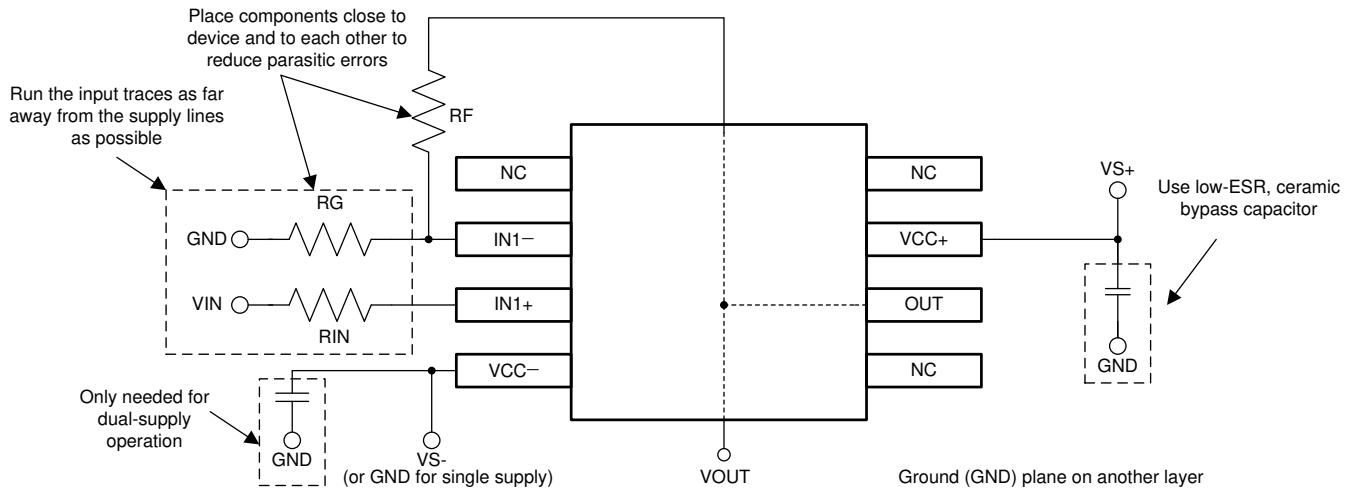 Place components close to
device and to each other to
reduce parasitic errors
Run the input traces as far
away from the supply lines
as possible
RF
NC
NC
VS+
Use low-ESR, ceramic
bypass capacitor
RG
GND
IN1−
VCC+
VIN
IN1+
OUT
RIN
GND
VCC−
NC
Only needed for
dual-supply
operation
GND
VS-
(or GND for single supply)
VOUT
Ground (GND) plane on another layer